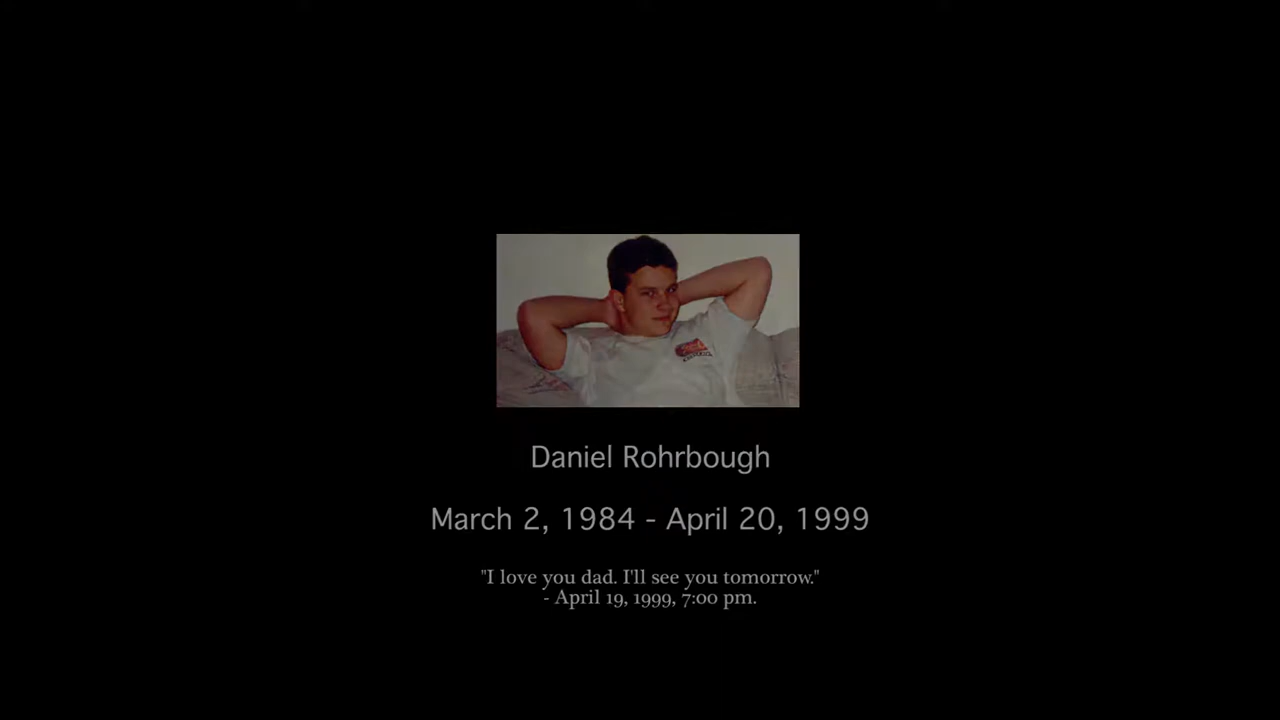 Daniel Rohrbough
March 2, 1984 - April 20, 1999
"I love you dad. I'll see you tomorrow."
- April 19, 1999, 7:00 pm.